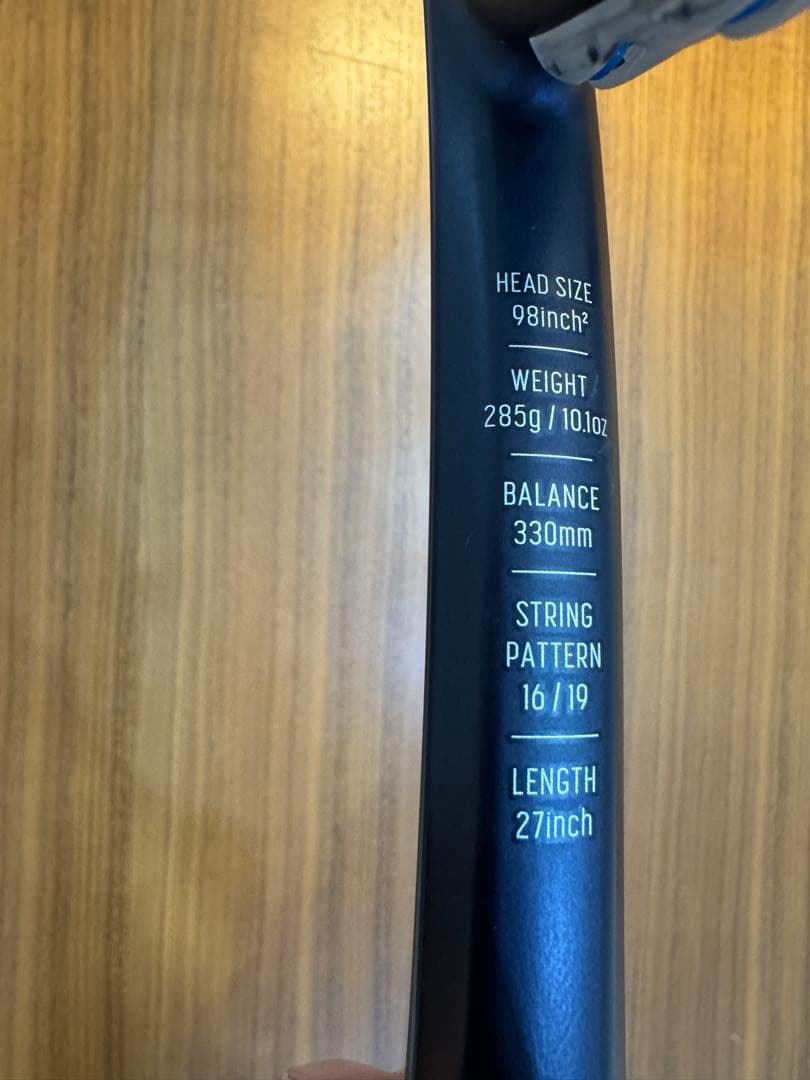 HEAD SIZE
98inch²
WEIGHT
285g / 10.1oz
BALANCE
330mm
STRING
PATTERN
16 / 19
LENGTH
27inch